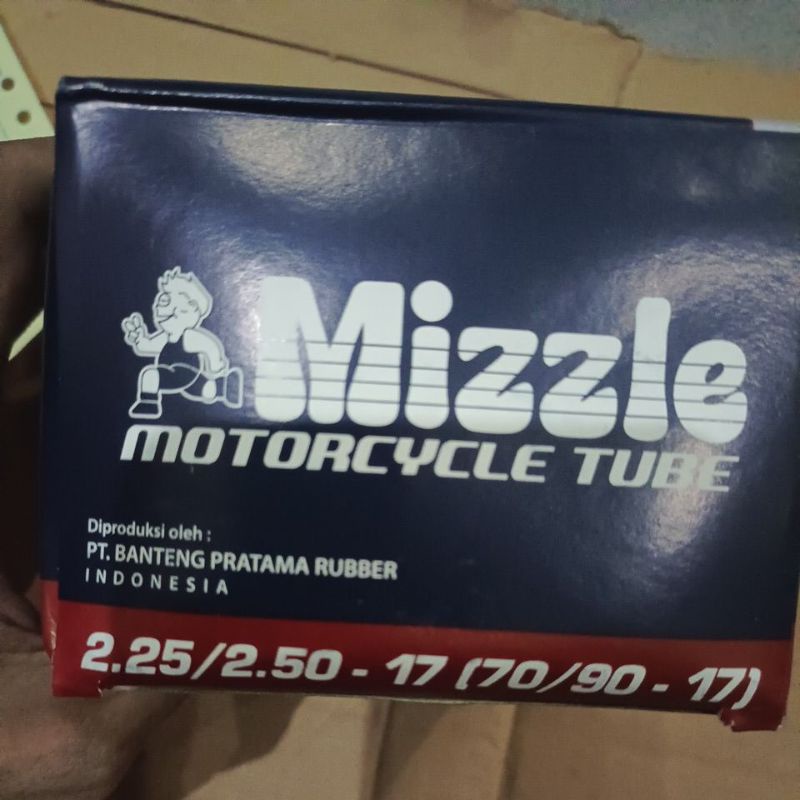 Mizzle
MOTORCYCLE TUBE
Diproduksi oleh :
PT. BANTENG PRATAMA RUBBER
INDONESIA
2.25/2.50 - 17 (70/90 - 17)